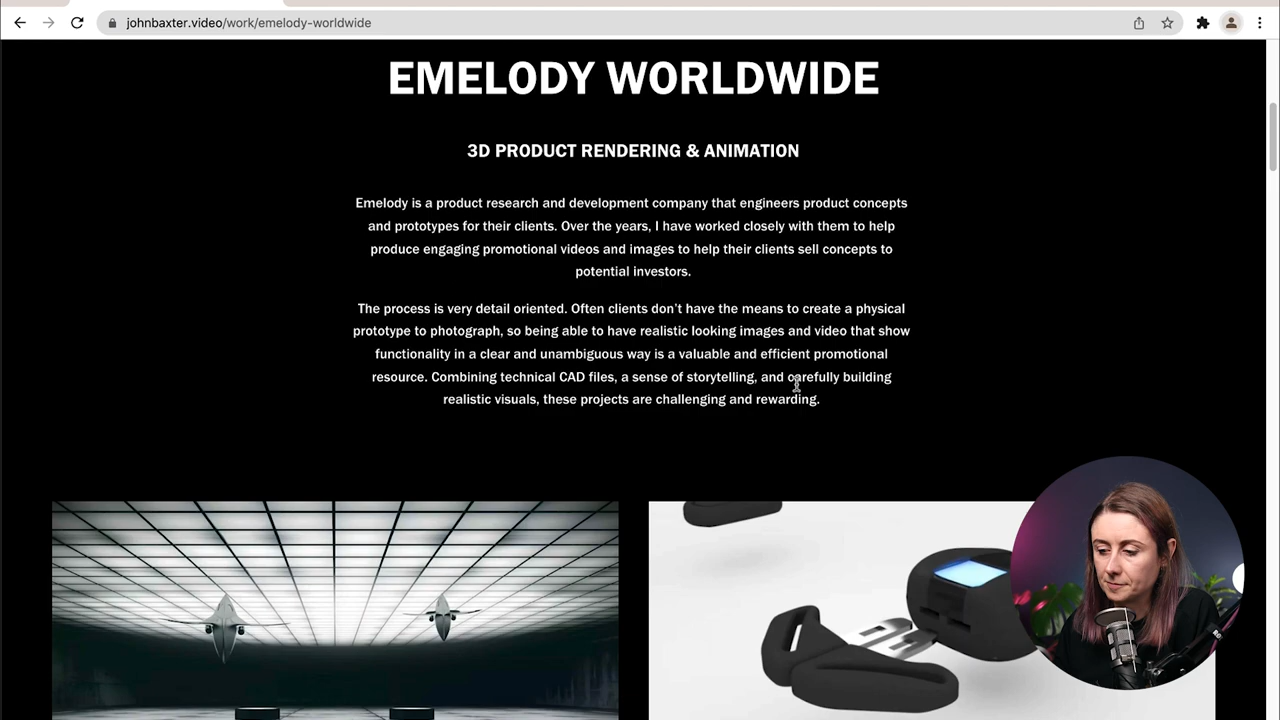 johnbaxter.video/work/emelody-worldwide
EMELODY WORLDWIDE
3D PRODUCT RENDERING & ANIMATION
Emelody is a product research and development company that engineers product concepts
and prototypes for their clients. Over the years, I have worked closely with them to help
produce engaging promotional videos and images to help their clients sell concepts to
potential investors.
The process is very detail oriented. Often clients don't have the means to create a physical
prototype to photograph, so being able to have realistic looking images and video that show
functionality in a clear and unambiguous way is a valuable and efficient promotional
resource. Combining technical CAD files, a sense of storytelling, and carefully building
realistic visuals, these projects are challenging and rewarding.